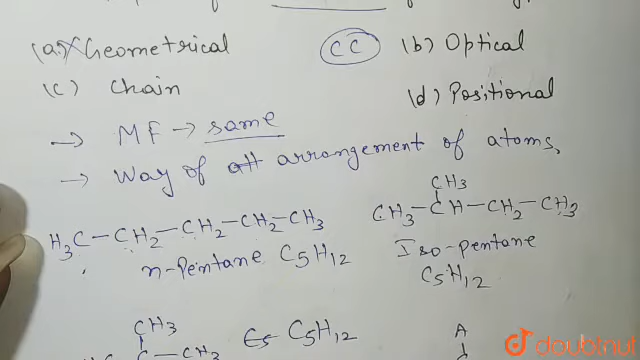 (a) Geometrical (CC) (b) Optical
(c) Chain (d) Positional
→ MF → same
→ Way of arrangement of atoms,
CH3
H3C-CH2-CH2-CH2-CH3 CH3-CH-CH2-CH3
n-Pentane C5H12 Iso-pentane
C5H12
CH3
C-CH3 C5H12 A
doubtnut